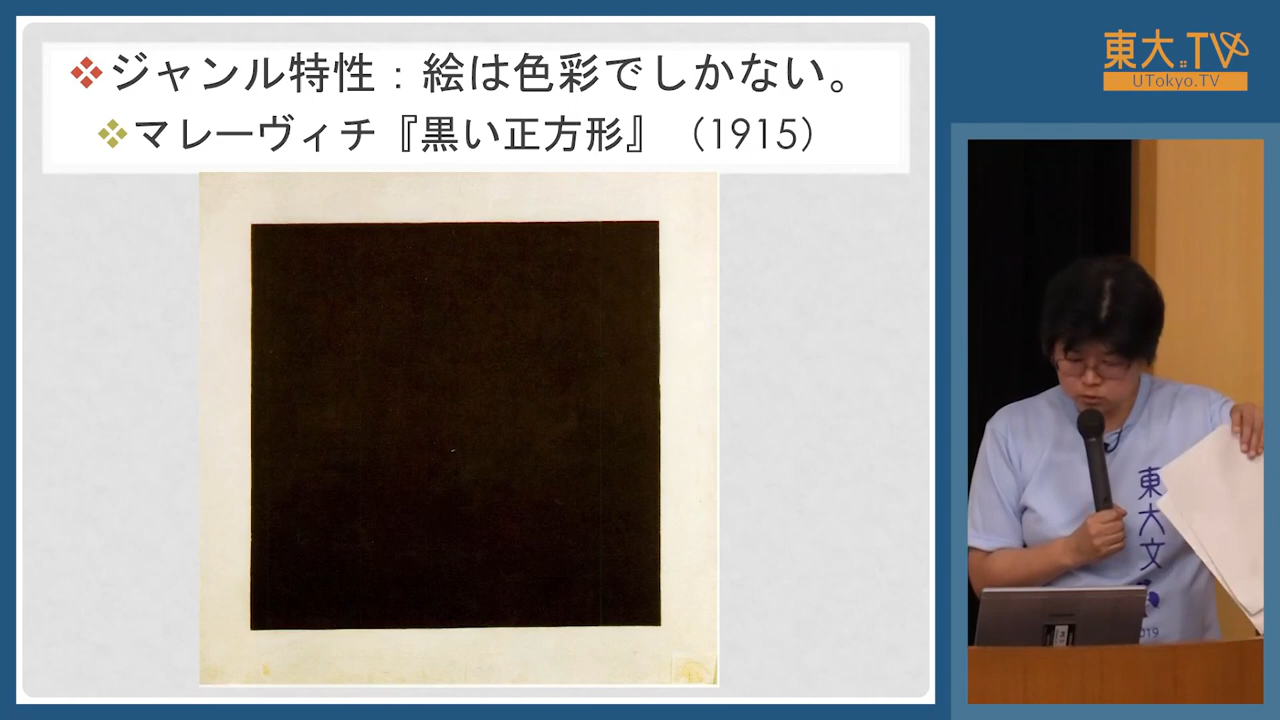 ジャンル特性：絵は色彩でしかない。
マレーヴィチ『黒い正方形』（1915）
東大.TV
UTokyo.TV
東大文
019